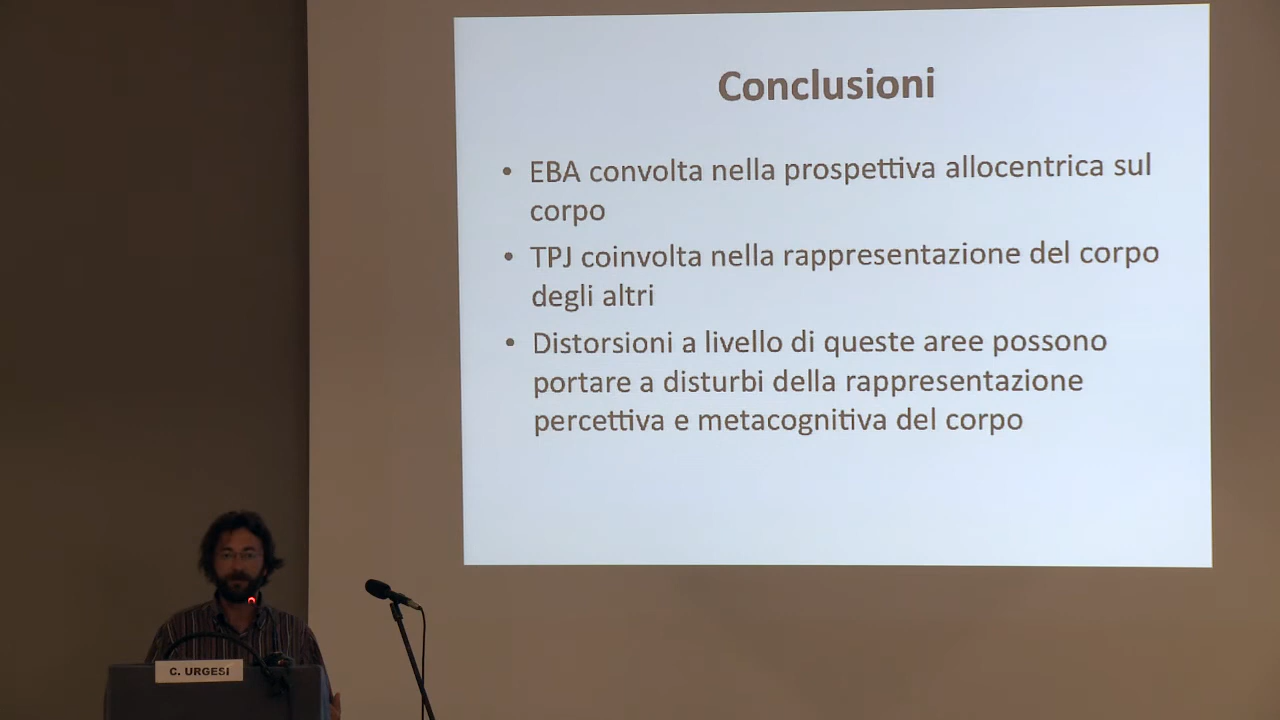 Conclusioni
• EBA convolta nella prospettiva allocentrica sul
corpo
• TPJ coinvolta nella rappresentazione del corpo
degli altri
• Distorsioni a livello di queste aree possono
portare a disturbi della rappresentazione
percettiva e metacognitiva del corpo
C. URGESI